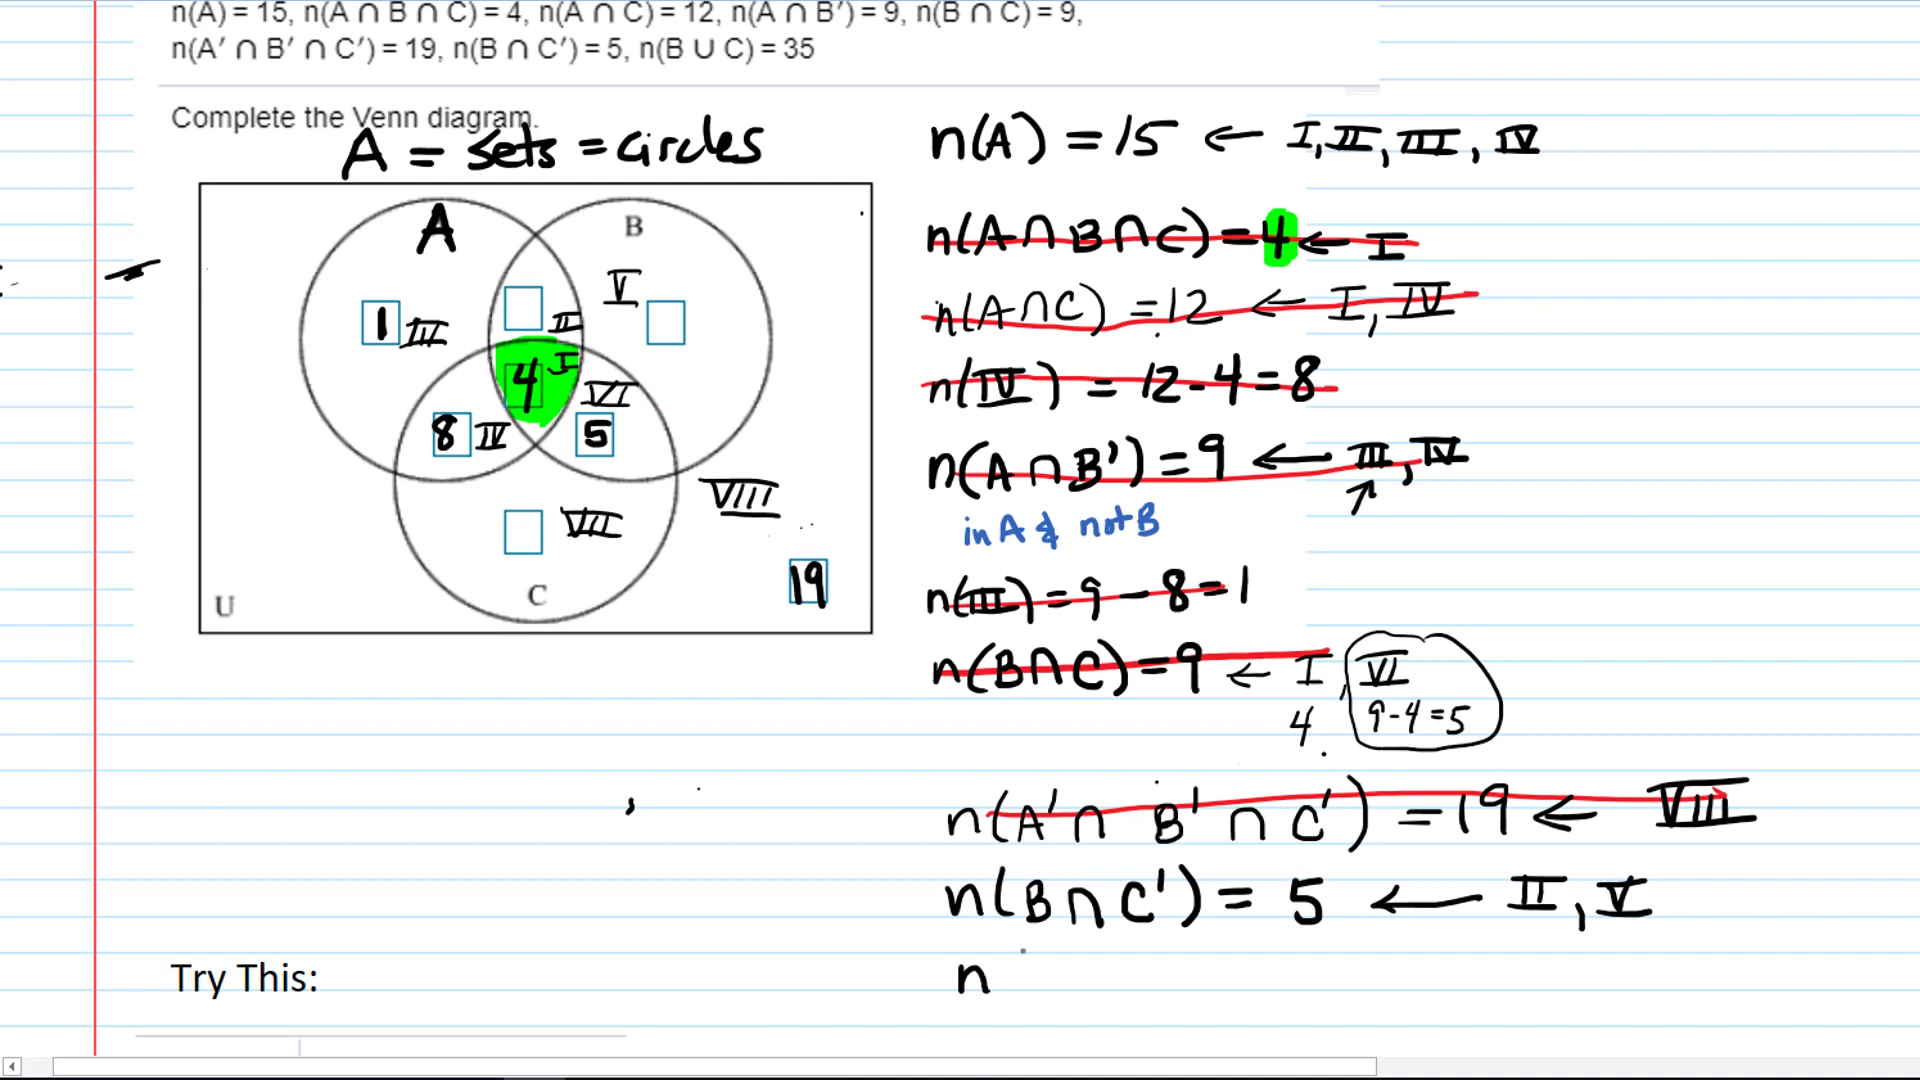 n(A) = 15, n(A ∩ B ∩ C) = 4, n(A ∩ C) = 12, n(A ∩ B′) = 9, n(B ∩ C) = 9,
n(A′ ∩ B′ ∩ C′) = 19, n(B ∩ C′) = 5, n(B ∪ C) = 35
Complete the Venn diagram.
A = sets = circles
A
B
V
1 III
II
4 I
VI
8 IV
5
VIII
VII
19
C
U
n(A) = 15 ← I, II, III, IV
n(A ∩ B ∩ C) = 4 ← I
n(A ∩ C) = 12 ← I, IV
n(IV) = 12 - 4 = 8
n(A ∩ B') = 9 ← III, IV
in A & not B
n(III) = 9 - 8 = 1
n(B ∩ C) = 9 ← I, VI
4 9-4=5
n(A' ∩ B' ∩ C') = 19 ← VIII
n(B ∩ C') = 5 ← II, V
n
Try This: